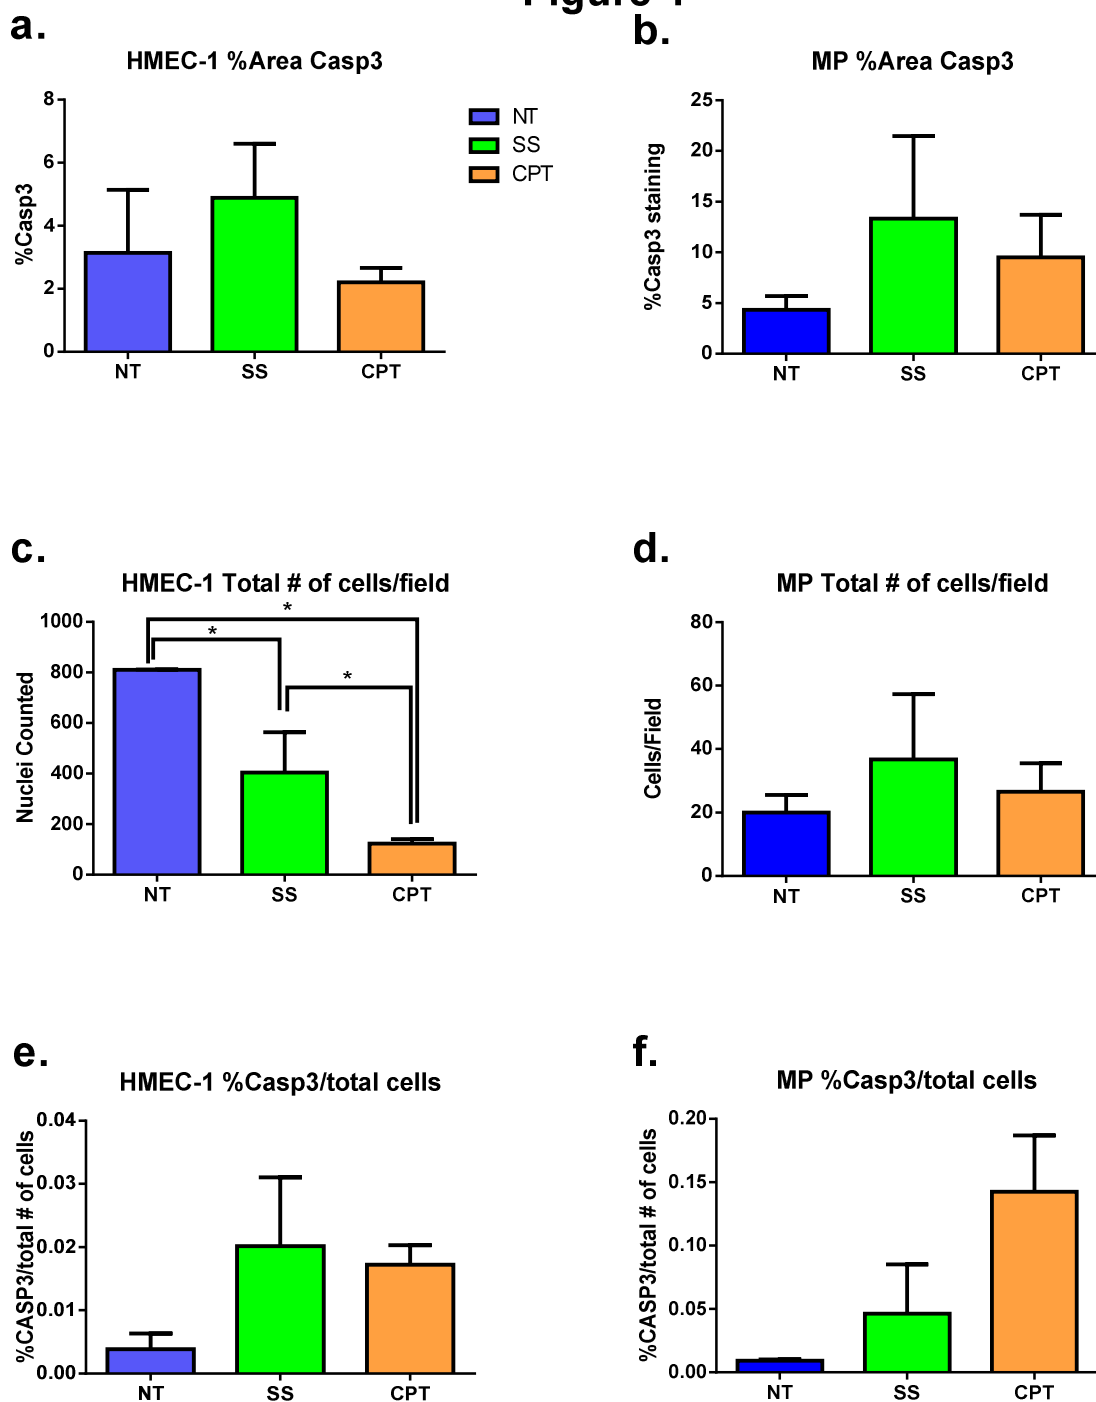 Figure 1
a.
HMEC-1 %Area Casp3
%Casp3
8
6
4
2
0
NT
SS
CPT
NT
SS
CPT
b.
MP %Area Casp3
%Casp3 staining
25
20
15
10
5
0
NT
SS
CPT
c.
HMEC-1 Total # of cells/field
Nuclei Counted
1000
800
600
400
200
0
*
*
*
NT
SS
CPT
d.
MP Total # of cells/field
Cells/Field
80
60
40
20
0
NT
SS
CPT
e.
HMEC-1 %Casp3/total cells
%CASP3/total # of cells
0.04
0.03
0.02
0.01
0.00
NT
SS
CPT
f.
MP %Casp3/total cells
%CASP3/total # of cells
0.20
0.15
0.10
0.05
0.00
NT
SS
CPT